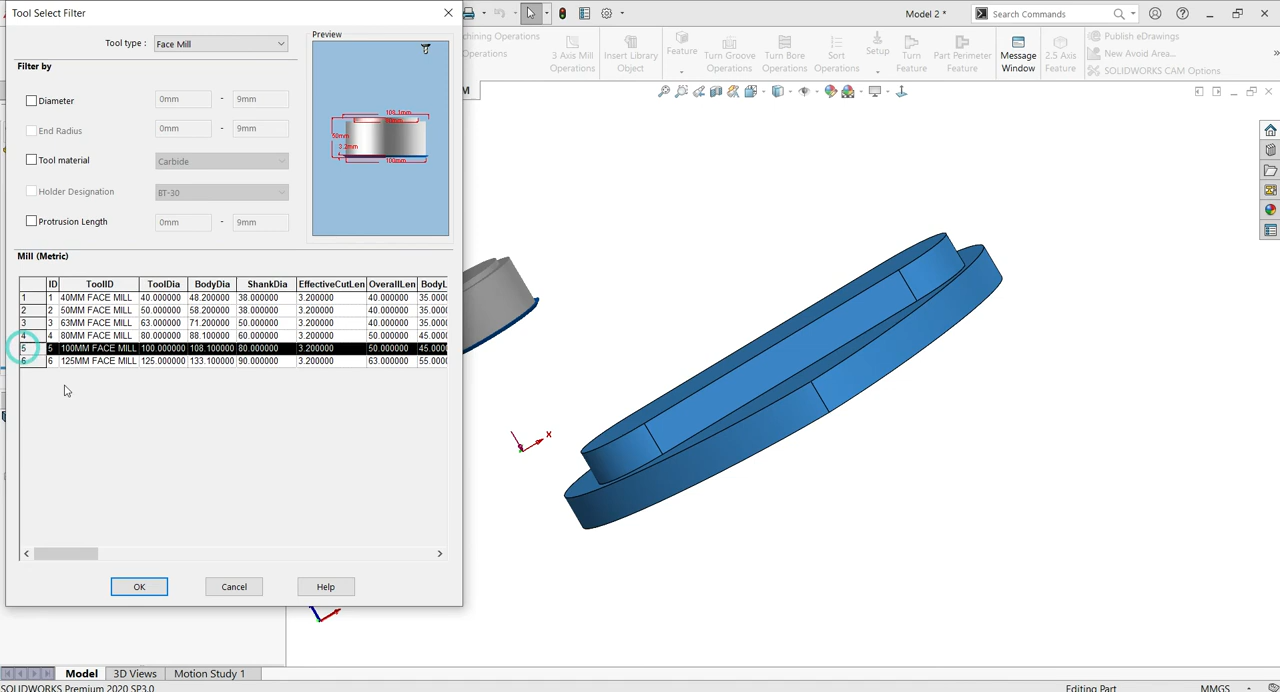 Tool Select Filter
Tool type : Face Mill
Filter by
Diameter 0mm - 9mm
End Radius 0mm - 9mm
Tool material Carbide
Holder Designation BT-30
Protrusion Length 0mm - 9mm
Preview
50mm
3.2mm
100mm
Mill (Metric)
ID ToolID ToolDia BodyDia ShankDia EffectiveCutLen OverallLen BodyL
1 1 40MM FACE MILL 40.000000 48.200000 38.000000 3.200000 40.000000 35.000
2 2 50MM FACE MILL 50.000000 58.200000 38.000000 3.200000 40.000000 35.000
3 3 63MM FACE MILL 63.000000 71.200000 50.000000 3.200000 40.000000 35.000
4 4 80MM FACE MILL 80.000000 88.100000 60.000000 3.200000 50.000000 45.000
5 5 100MM FACE MILL 100.000000 108.100000 80.000000 3.200000 50.000000 45.000
6 6 125MM FACE MILL 125.000000 133.100000 90.000000 3.200000 63.000000 55.000
OK Cancel Help
Model 2 *
Search Commands
chining Operations
Operations
3 Axis Mill Operations
Insert Library Object
Feature
Turn Groove Operations
Turn Bore Operations
Sort Operations
Setup
Turn Feature
Part Perimeter Feature
Message Window
2.5 Axis Feature
Publish eDrawings
New Avoid Area...
SOLIDWORKS CAM Options
M
X
Model 3D Views Motion Study 1
SOLIDWORKS Premium 2020 SP3.0
Editing Part
MMGS